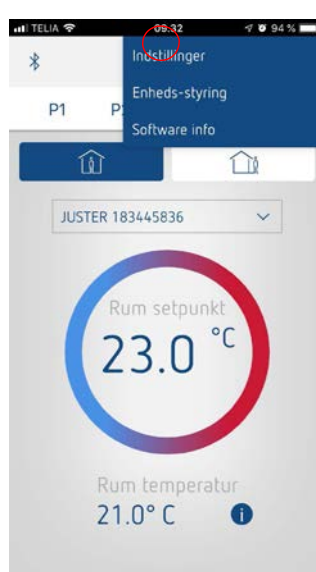 TELIA 09.32 94 %
Indstillinger
Enheds-styring
P1 P
Software info
JUSTER 183445836
Rum setpunkt
23.0 °C
Rum temperatur
21.0° C i